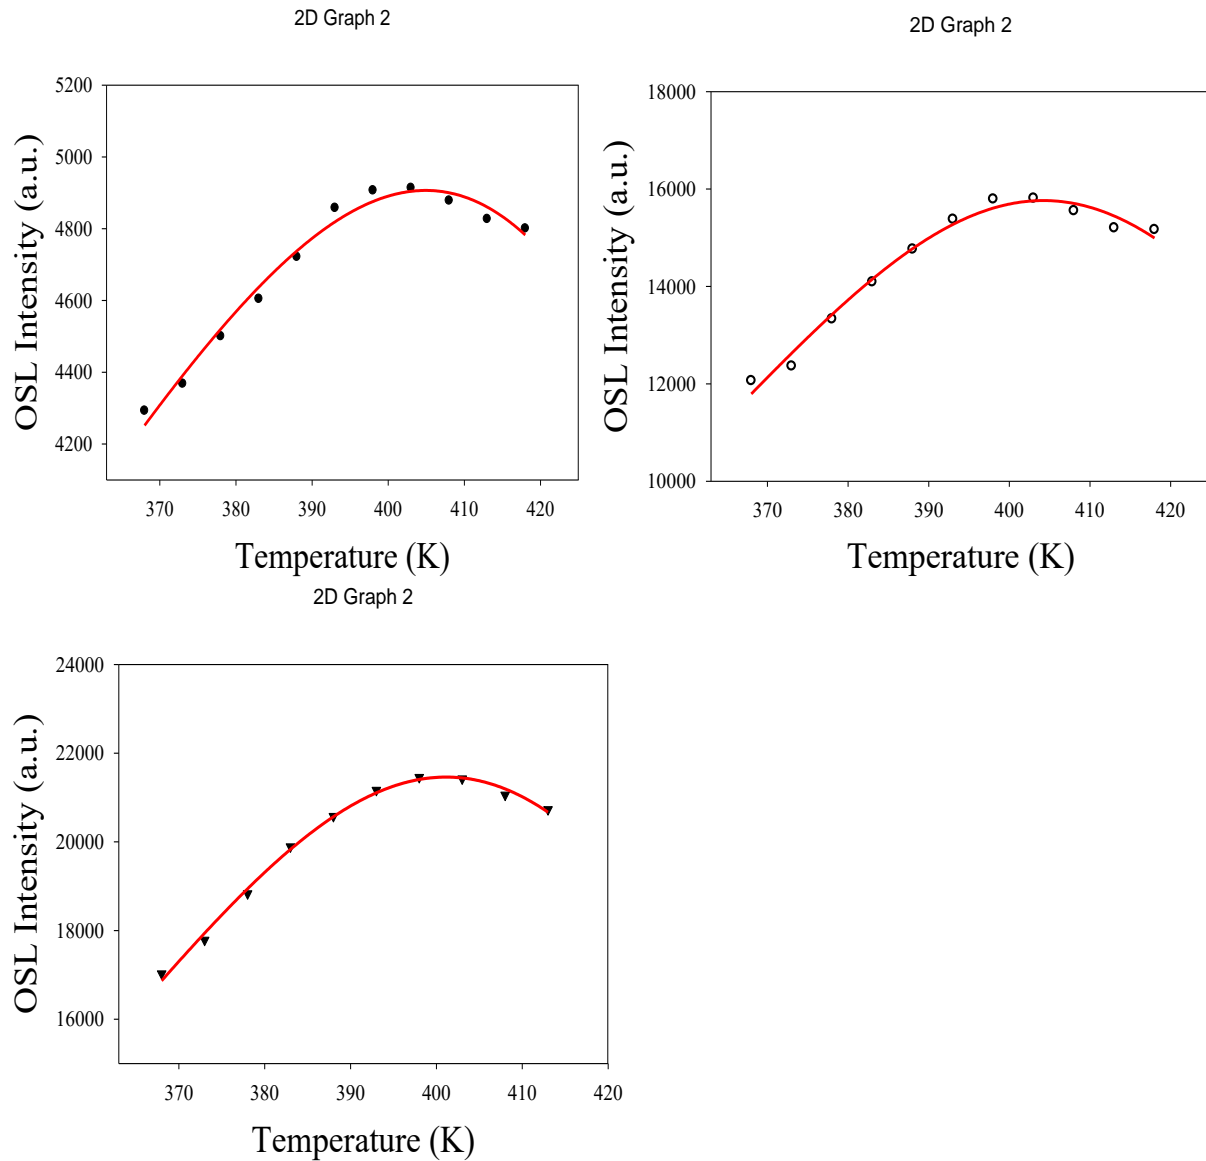 2D Graph 2
OSL Intensity (a.u.)
5200
5000
4800
4600
4400
4200
370 380 390 400 410 420
Temperature (K)
2D Graph 2
OSL Intensity (a.u.)
18000
16000
14000
12000
10000
370 380 390 400 410 420
Temperature (K)
2D Graph 2
OSL Intensity (a.u.)
24000
22000
20000
18000
16000
370 380 390 400 410 420
Temperature (K)